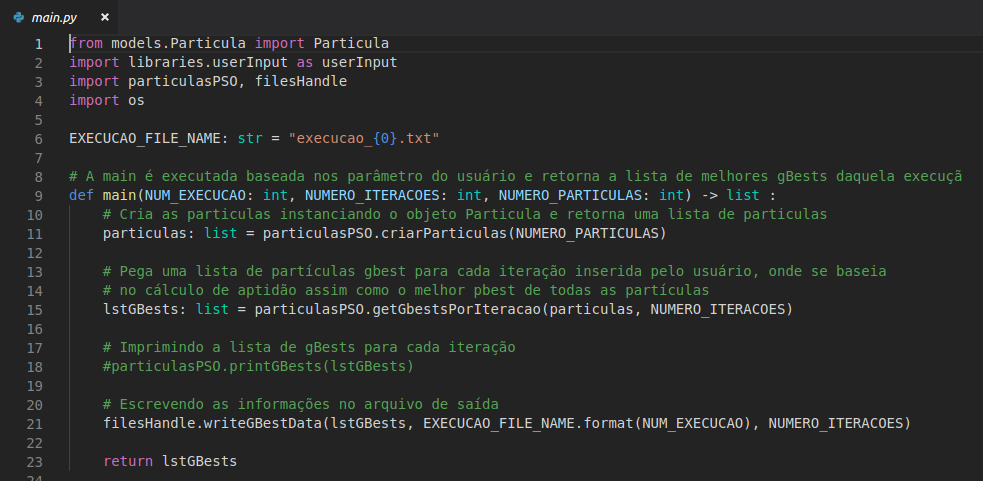 main.py ×
1 from models.Particula import Particula
2 import libraries.userInput as userInput
3 import particulasPSO, filesHandle
4 import os
5
6 EXECUCAO_FILE_NAME: str = "execucao_{0}.txt"
7
8 # A main é executada baseada nos parâmetro do usuário e retorna a lista de melhores gBests daquela execuçã
9 def main(NUM_EXECUCAO: int, NUMERO_ITERACOES: int, NUMERO_PARTICULAS: int) -> list :
10     # Cria as particulas instanciando o objeto Particula e retorna uma lista de particulas
11     particulas: list = particulasPSO.criarParticulas(NUMERO_PARTICULAS)
12
13     # Pega uma lista de partículas gbest para cada iteração inserida pelo usuário, onde se baseia
14     # no cálculo de aptidão assim como o melhor pbest de todas as partículas
15     lstGBests: list = particulasPSO.getGbestsPorIteracao(particulas, NUMERO_ITERACOES)
16
17     # Imprimindo a lista de gBests para cada iteração
18     #particulasPSO.printGBests(lstGBests)
19
20     # Escrevendo as informações no arquivo de saída
21     filesHandle.writeGBestData(lstGBests, EXECUCAO_FILE_NAME.format(NUM_EXECUCAO), NUMERO_ITERACOES)
22
23     return lstGBests
24